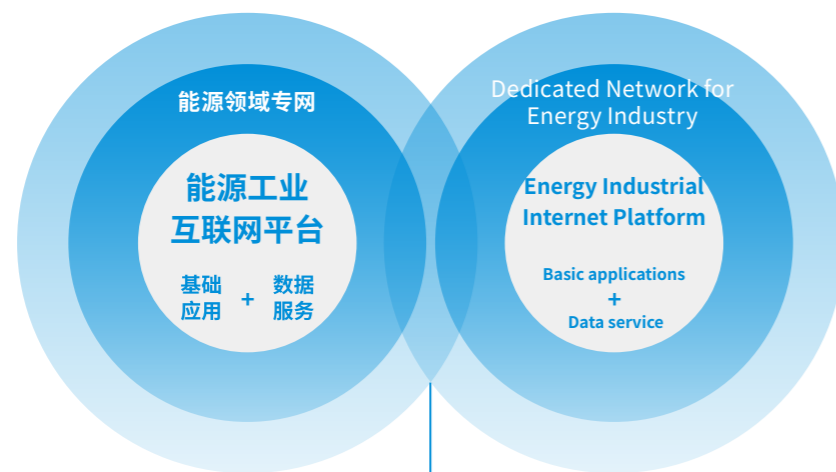 能源领域专网
能源工业
互联网平台
基础
应用
+
数据
服务
Dedicated Network for
Energy Industry
Energy Industrial
Internet Platform
Basic applications
+
Data service